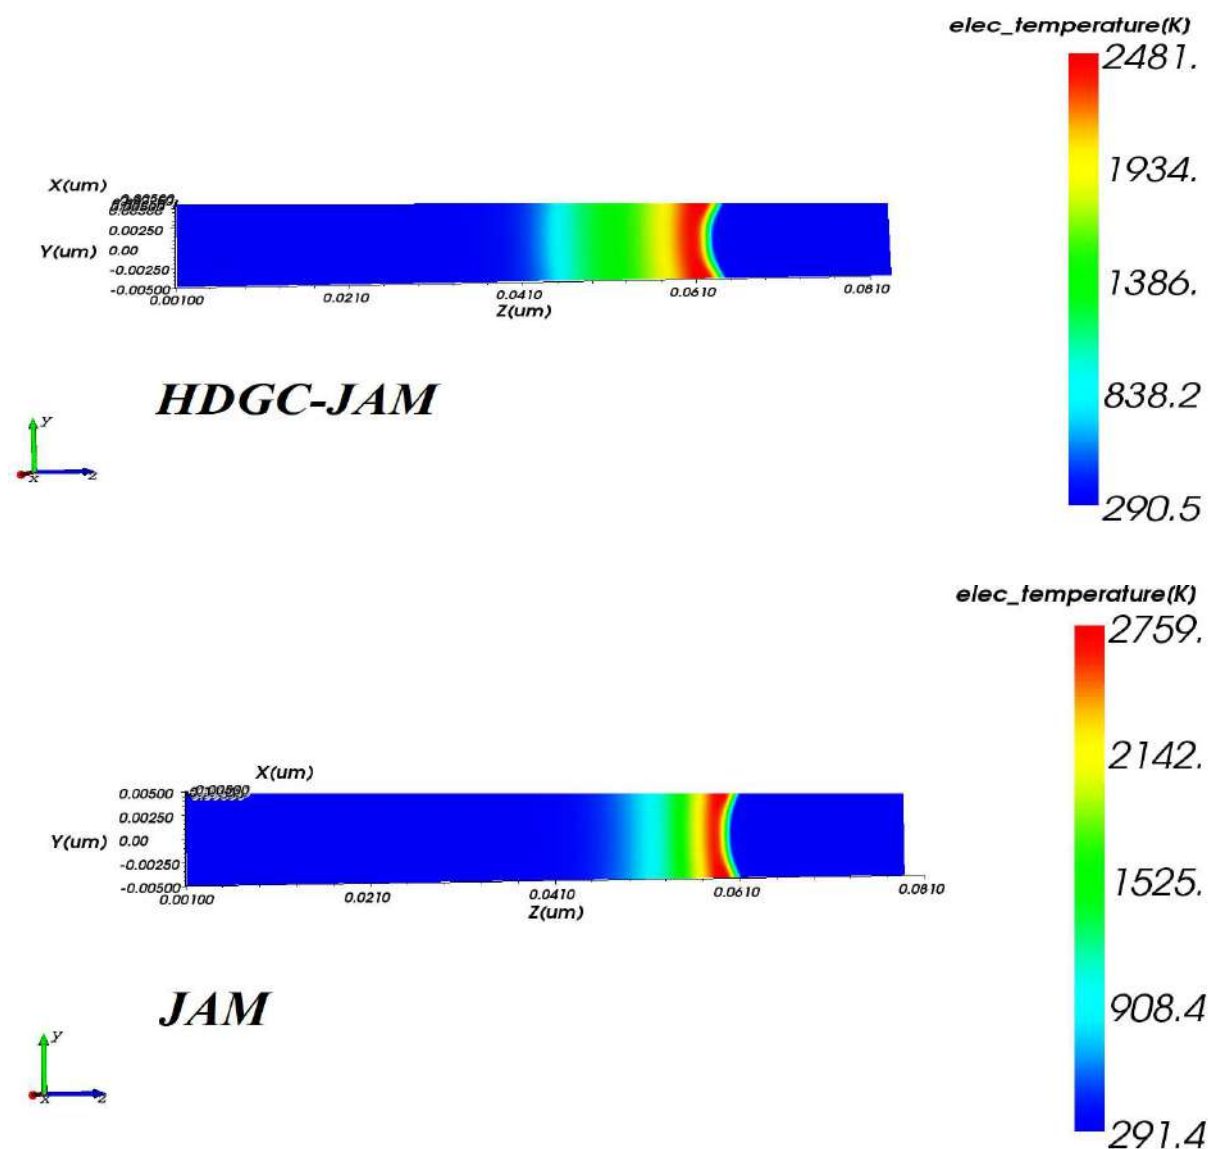 elec_temperature(K)
2481.
1934.
1386.
838.2
290.5
X(um)
0.00250
Y(um)
0.00
-0.00250
-0.00500
0.00100
0.0210
0.0410
0.0610
0.0810
Z(um)
HDGC-JAM
Y
X
Z
elec_temperature(K)
2759.
2142.
1525.
908.4
291.4
X(um)
0.00500
0.00250
Y(um)
0.00
-0.00250
-0.00500
0.00100
0.0210
0.0410
0.0610
0.0810
Z(um)
JAM
Y
X
Z